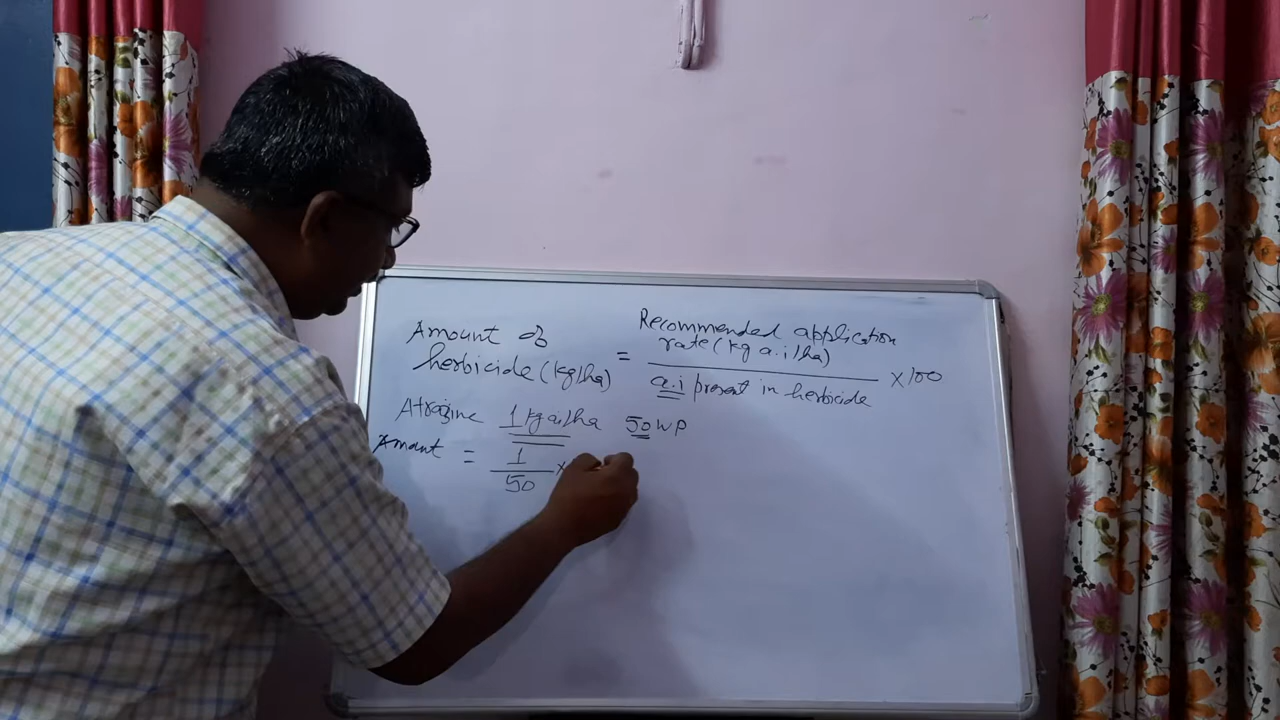 Amount of
herbicide (kg/ha) =
Recommended application
rate (kg a.i/ha)
a.i present in herbicide
×100
Atrazine 1 kg ai/ha 50 WP
Amount = 1
50
×